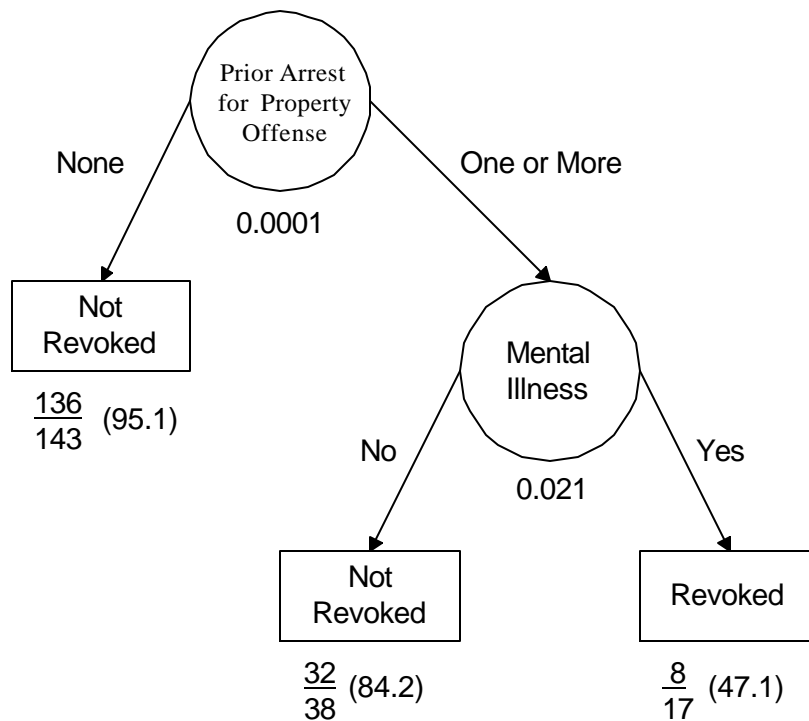 Prior Arrest
for Property
Offense
None
One or More
0.0001
Not
Revoked
136
143 (95.1)
Mental
Illness
No
Yes
0.021
Not
Revoked
Revoked
32
38 (84.2)
8
17 (47.1)